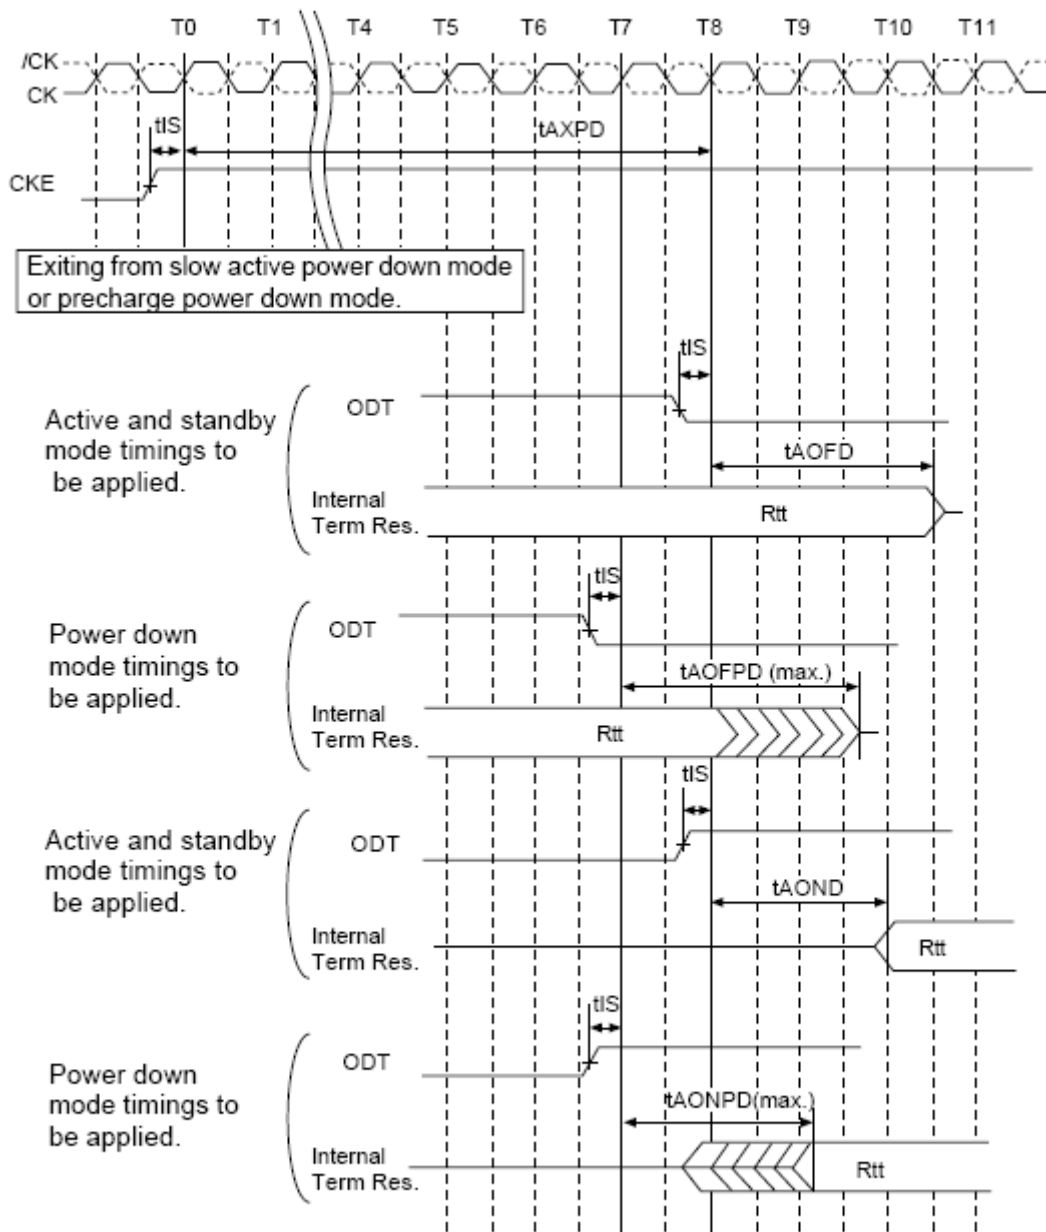 T0 T1 T4 T5 T6 T7 T8 T9 T10 T11
/CK
CK
tIS
tAXPD
CKE
Exiting from slow active power down mode
or precharge power down mode.
tIS
ODT
Active and standby
mode timings to
be applied.
tAOFD
Internal
Term Res.
Rtt
tIS
ODT
Power down
mode timings to
be applied.
tAOFPD (max.)
Internal
Term Res.
Rtt
tIS
ODT
Active and standby
mode timings to
be applied.
tAOND
Internal
Term Res.
Rtt
tIS
ODT
Power down
mode timings to
be applied.
tAONPD(max.)
Internal
Term Res.
Rtt